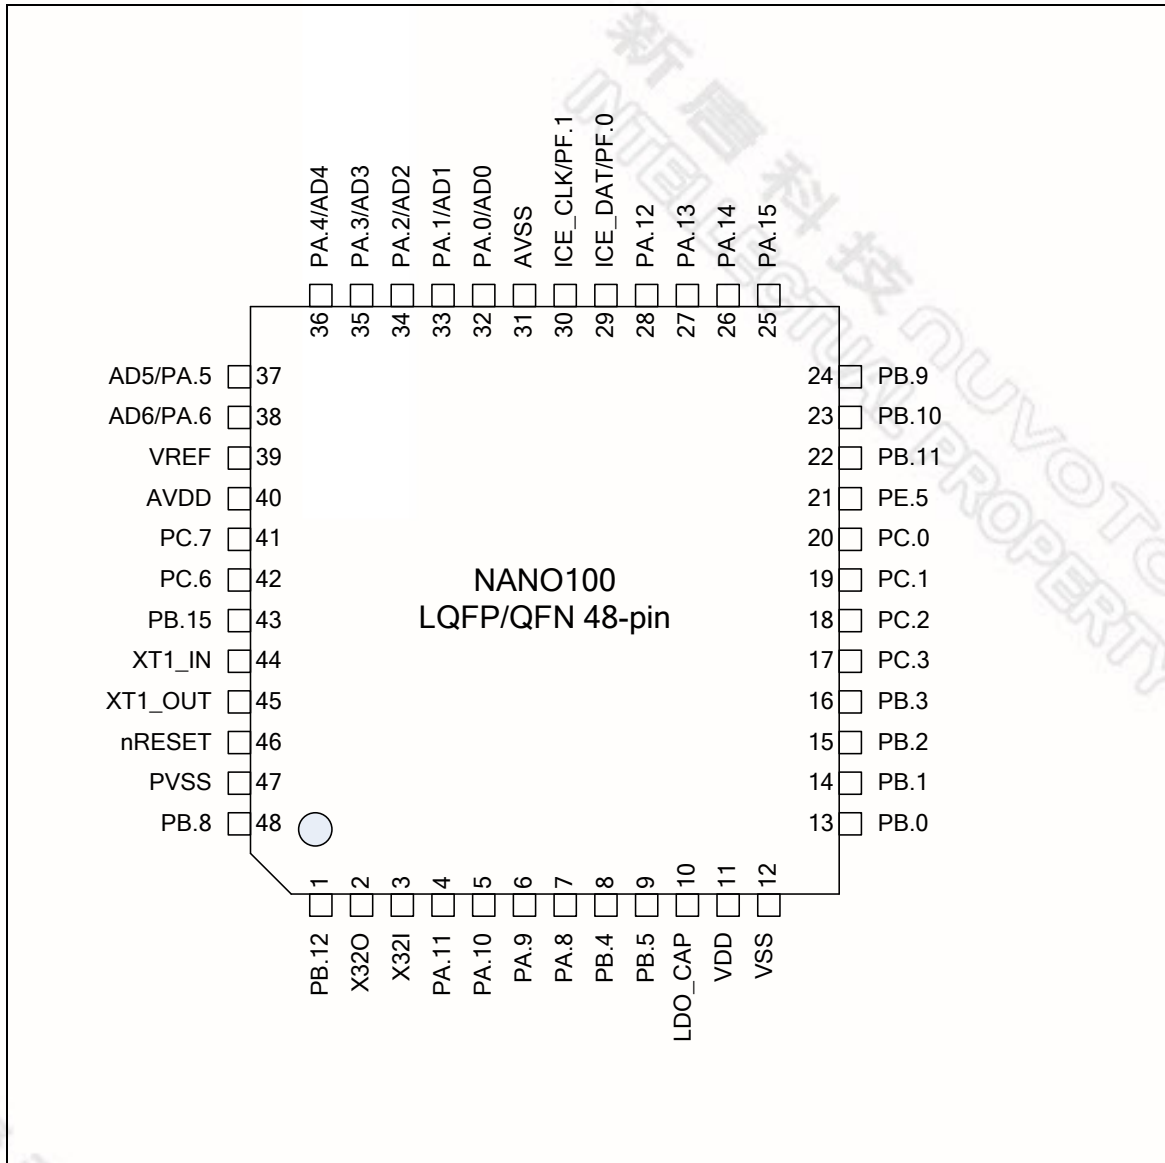 新唐科技 nuvoTo
INTELLECTUAL PROPERTY
PA.4/AD4
PA.3/AD3
PA.2/AD2
PA.1/AD1
PA.0/AD0
AVSS
ICE_CLK/PF.1
ICE_DAT/PF.0
PA.12
PA.13
PA.14
PA.15
36
35
34
33
32
31
30
29
28
27
26
25
AD5/PA.5 37
AD6/PA.6 38
VREF 39
AVDD 40
PC.7 41
PC.6 42
PB.15 43
XT1_IN 44
XT1_OUT 45
nRESET 46
PVSS 47
PB.8 48
NANO100
LQFP/QFN 48-pin
24 PB.9
23 PB.10
22 PB.11
21 PE.5
20 PC.0
19 PC.1
18 PC.2
17 PC.3
16 PB.3
15 PB.2
14 PB.1
13 PB.0
1
2
3
4
5
6
7
8
9
10
11
12
PB.12
X32O
X32I
PA.11
PA.10
PA.9
PA.8
PB.4
PB.5
LDO_CAP
VDD
VSS